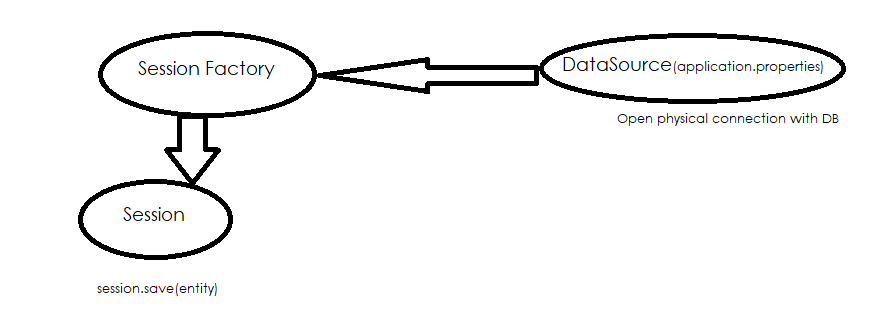 Session Factory
DataSource(application.properties)
Open physical connection with DB
Session
session.save(entity)